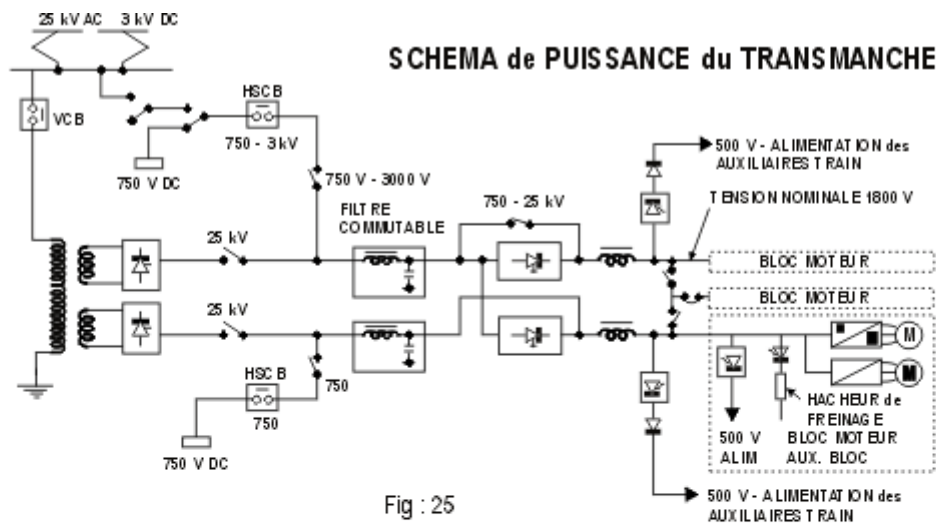 25 kV AC 3 kV DC
SCHEMA de PUISSANCE du TRANSMANCHE
HSCB
VCB
750 - 3 kV
750 V DC
500 V - ALIMENTATION des
AUXILIAIRES TRAIN
750 V - 3000 V
TENSION NOMINALE 1800 V
FILTRE
COMMUTABLE
750 - 25 kV
25 kV
BLOC MOTEUR
BLOC MOTEUR
25 kV
M
HSCB
750
750
M
HACHEUR de
FREINAGE
500 V
ALIM
BLOC MOTEUR
AUX. BLOC
750 V DC
Fig : 25
500 V - ALIMENTATION des
AUXILIAIRES TRAIN